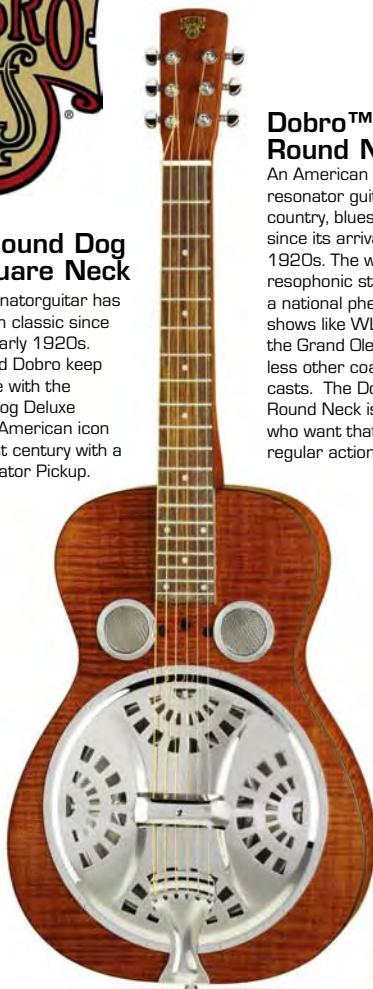 BRO
®
ound Dog
uare Neck
natorguitar has
n classic since
arly 1920s.
d Dobro keep
e with the
og Deluxe
American icon
t century with a
ator Pickup.
Dobro™
Round N
An American
resonator guit
country, blues
since its arriva
1920s. The w
resophonic st
a national phe
shows like WL
the Grand Ole
less other coa
casts. The Do
Round Neck is
who want that
regular action